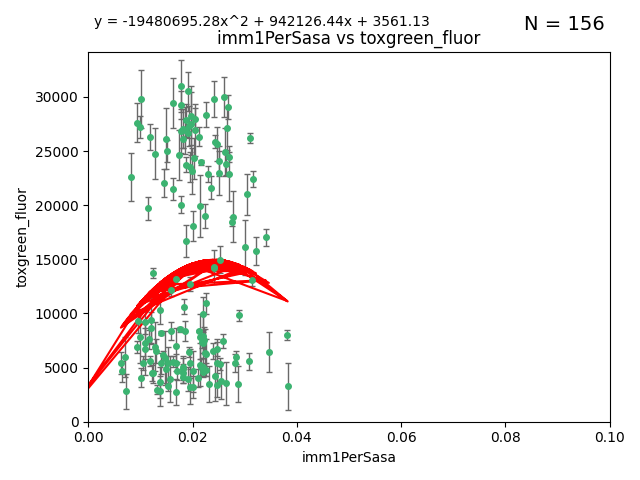 y = -19480695.28x^2 + 942126.44x + 3561.13
N = 156
imm1PerSasa vs toxgreen_fluor
toxgreen_fluor
30000
25000
20000
15000
10000
5000
0
0.00 0.02 0.04 0.06 0.08 0.10
imm1PerSasa